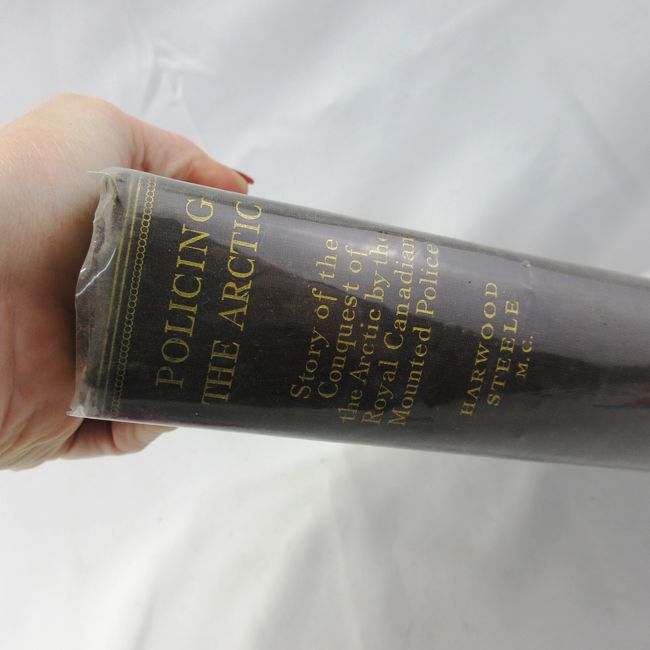 POLICING
THE ARCTIC
Story of the
Conquest of
the Arctic by the
Royal Canadian
Mounted Police
HARWOOD
STEELE
M.C.